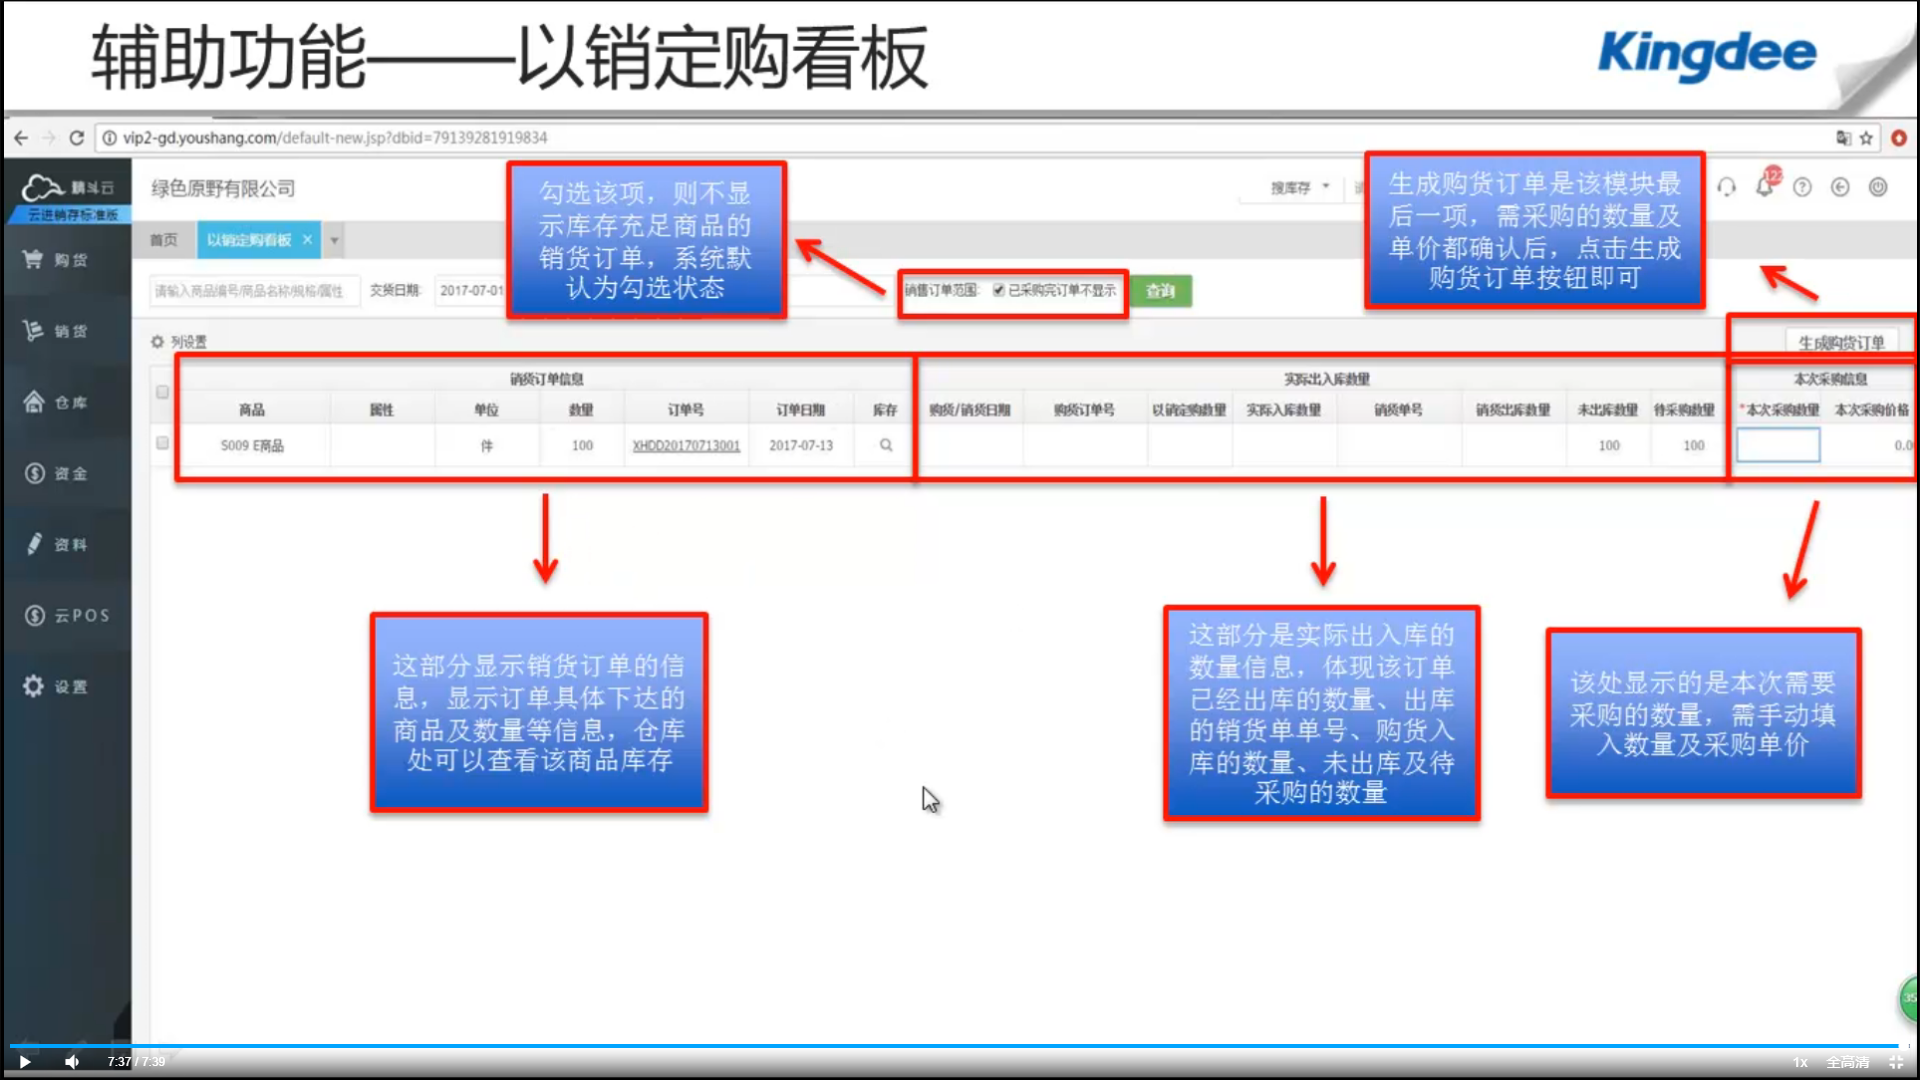 辅助功能——以销定购看板
Kingdee
vip2-gd.youshang.com/default-new.jsp?dbid=79139281919834
精斗云
云进销存标准版
绿色原野有限公司
搜库存
122
首页
以销定购看板
请输入商品编号/商品名称/规格/属性
交货日期:
2017-07-01
销售订单范围:
已采购完订单不显示
查询
勾选该项，则不显
示库存充足商品的
销货订单，系统默
认为勾选状态
生成购货订单是该模块最
后一项，需采购的数量及
单价都确认后，点击生成
购货订单按钮即可
购货
销货
仓库
资金
资料
云POS
设置
列设置
生成购货订单
销货订单信息
实际出入库数量
本次采购信息
商品 属性 单位 数量 订单号 订单日期 库存 购货/销货日期 购货订单号 以销定购数量 实际入库数量 销货单号 销货出库数量 未出库数量 待采购数量 *本次采购数量 本次采购价格
S009 E商品 件 100 XHDD20170713001 2017-07-13 100 100 0.0
这部分显示销货订单的信
息，显示订单具体下达的
商品及数量等信息，仓库
处可以查看该商品库存
这部分是实际出入库的
数量信息，体现该订单
已经出库的数量、出库
的销货单单号、购货入
库的数量、未出库及待
采购的数量
该处显示的是本次需要
采购的数量，需手动填
入数量及采购单价
35
7:37 / 7:39
1x
全高清